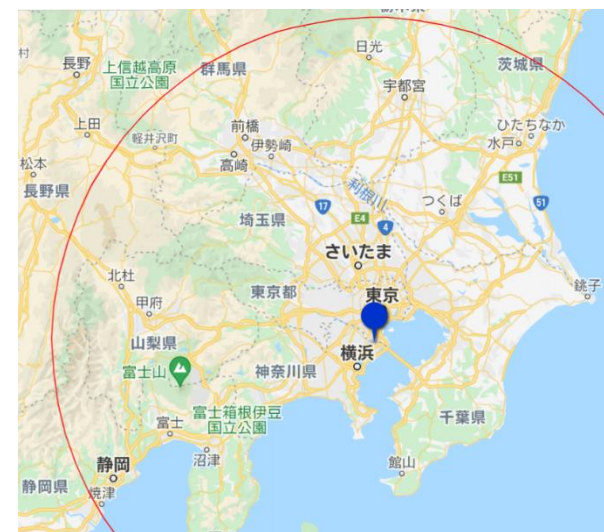 栃木県
日光
長野
上信越高原
国立公園
群馬県
茨城県
宇都宮
上田
軽井沢町
前橋
伊勢崎
高崎
ひたちなか
水戸
松本
長野県
E51
利根川
つくば
17
E4
4
51
埼玉県
さいたま
北杜
甲府
東京都
東京
銚子
山梨県
横浜
富士山
神奈川県
富士箱根伊豆
国立公園
富士
沼津
千葉県
静岡
館山
静岡県
焼津